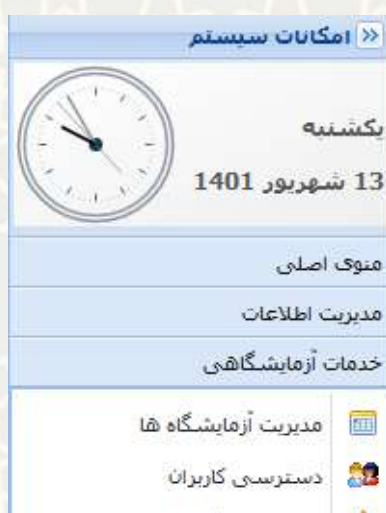 امکانات سیستم
یکشنبه
13 شهریور 1401
منوی اصلی
مدیریت اطلاعات
خدمات آزمایشگاهی
مدیریت آزمایشگاه ها
دسترسی کاربران